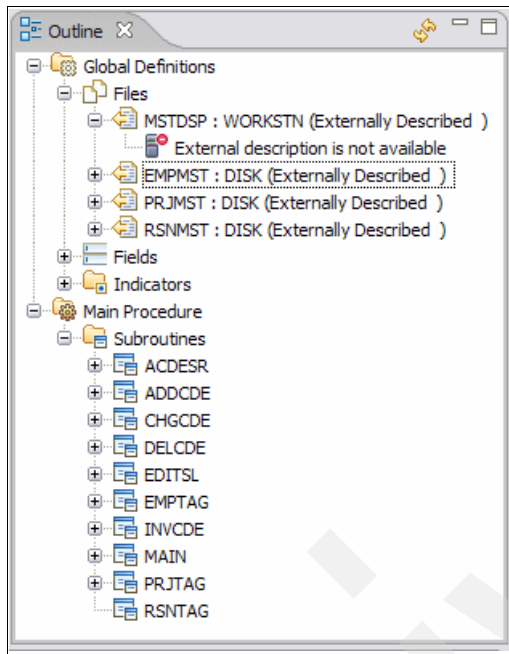 Outline
Global Definitions
Files
MSTDSP : WORKSTN (Externally Described )
External description is not available
EMPMST : DISK (Externally Described )
PRJMST : DISK (Externally Described )
RSNMST : DISK (Externally Described )
Fields
Indicators
Main Procedure
Subroutines
ACDESR
ADDCDE
CHGCDE
DELCDE
EDITSL
EMPTAG
INVCDE
MAIN
PRJTAG
RSNTAG